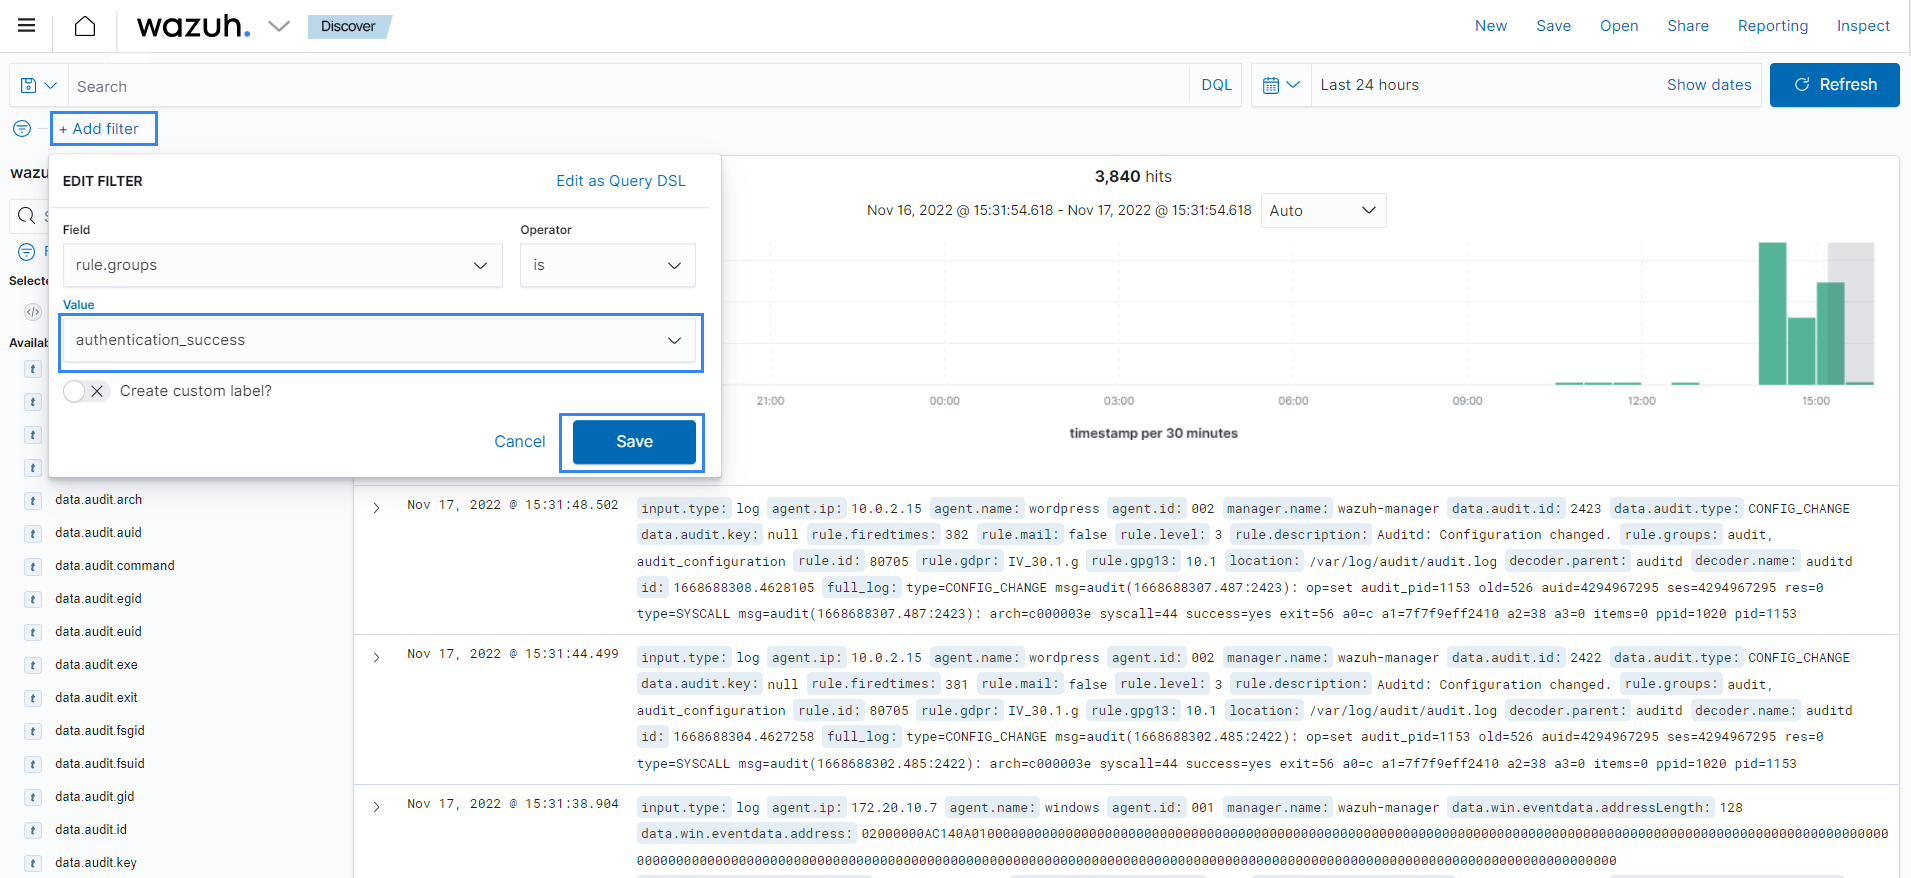 wazuh. Discover New Save Open Share Reporting Inspect
Search DQL Last 24 hours Show dates Refresh
+ Add filter
wazu
EDIT FILTER Edit as Query DSL
Field Operator
rule.groups is
Value
authentication_success
Create custom label?
Cancel Save
Selecte
Availab
3,840 hits
Nov 16, 2022 @ 15:31:54.618 - Nov 17, 2022 @ 15:31:54.618 Auto
21:00 00:00 03:00 06:00 09:00 12:00 15:00
timestamp per 30 minutes
t
t
t
t
t data.audit.arch
t data.audit.auid
t data.audit.command
t data.audit.egid
t data.audit.euid
t data.audit.exe
t data.audit.exit
t data.audit.fsgid
t data.audit.fsuid
t data.audit.gid
t data.audit.id
t data.audit.key
Nov 17, 2022 @ 15:31:48.502 input.type: log agent.ip: 10.0.2.15 agent.name: wordpress agent.id: 002 manager.name: wazuh-manager data.audit.id: 2423 data.audit.type: CONFIG_CHANGE
data.audit.key: null rule.firedtimes: 382 rule.mail: false rule.level: 3 rule.description: Auditd: Configuration changed. rule.groups: audit,
audit_configuration rule.id: 80705 rule.gdpr: IV_30.1.g rule.gpg13: 10.1 location: /var/log/audit/audit.log decoder.parent: auditd decoder.name: auditd
id: 1668688308.4628105 full_log: type=CONFIG_CHANGE msg=audit(1668688307.487:2423): op=set audit_pid=1153 old=526 auid=4294967295 ses=4294967295 res=0
type=SYSCALL msg=audit(1668688307.487:2423): arch=c000003e syscall=44 success=yes exit=56 a0=c a1=7f7f9eff2410 a2=38 a3=0 items=0 ppid=1020 pid=1153
Nov 17, 2022 @ 15:31:44.499 input.type: log agent.ip: 10.0.2.15 agent.name: wordpress agent.id: 002 manager.name: wazuh-manager data.audit.id: 2422 data.audit.type: CONFIG_CHANGE
data.audit.key: null rule.firedtimes: 381 rule.mail: false rule.level: 3 rule.description: Auditd: Configuration changed. rule.groups: audit,
audit_configuration rule.id: 80705 rule.gdpr: IV_30.1.g rule.gpg13: 10.1 location: /var/log/audit/audit.log decoder.parent: auditd decoder.name: auditd
id: 1668688304.4627258 full_log: type=CONFIG_CHANGE msg=audit(1668688302.485:2422): op=set audit_pid=1153 old=526 auid=4294967295 ses=4294967295 res=0
type=SYSCALL msg=audit(1668688302.485:2422): arch=c000003e syscall=44 success=yes exit=56 a0=c a1=7f7f9eff2410 a2=38 a3=0 items=0 ppid=1020 pid=1153
Nov 17, 2022 @ 15:31:38.904 input.type: log agent.ip: 172.20.10.7 agent.name: windows agent.id: 001 manager.name: wazuh-manager data.win.eventdata.addressLength: 128
data.win.eventdata.address: